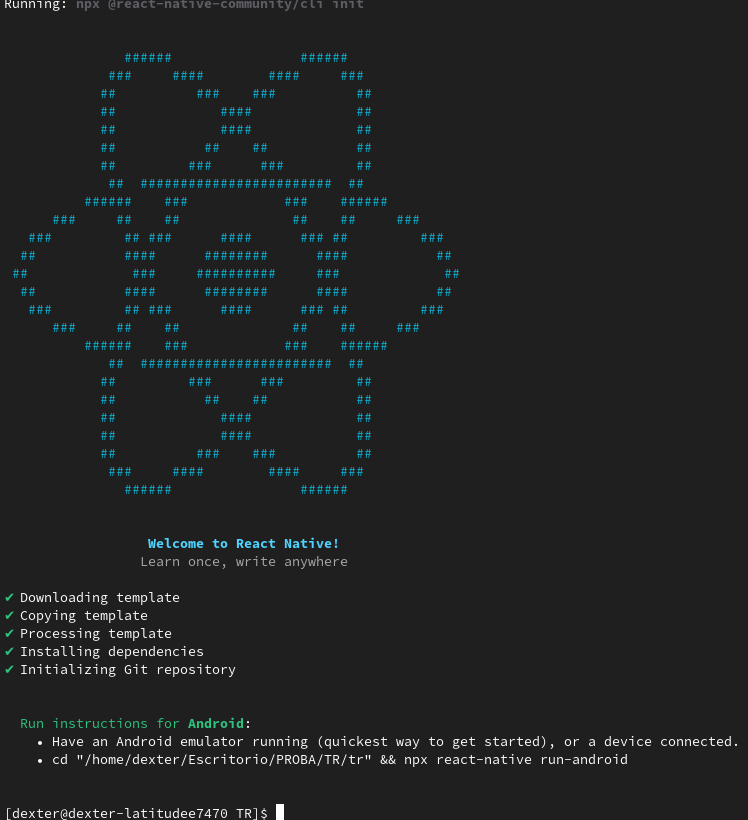 Running: npx @react-native-community/cli init
######                ######
###     ####        ####     ###
##          ###    ###          ##
##             ####             ##
##             ####             ##
##           ##    ##           ##
##         ###      ###         ##
##  ########################  ##
######    ###            ###    ######
###     ##    ##              ##    ##     ###
###         ## ###      ####      ### ##         ###
##           ####      ########      ####           ##
##             ###     ##########     ###             ##
##           ####      ########      ####           ##
###         ## ###      ####      ### ##         ###
###     ##    ##              ##    ##     ###
######    ###            ###    ######
##  ########################  ##
##         ###      ###         ##
##           ##    ##           ##
##             ####             ##
##             ####             ##
##          ###    ###          ##
###     ####        ####     ###
######                ######
Welcome to React Native!
Learn once, write anywhere
✔ Downloading template
✔ Copying template
✔ Processing template
✔ Installing dependencies
✔ Initializing Git repository
Run instructions for Android:
• Have an Android emulator running (quickest way to get started), or a device connected.
• cd "/home/dexter/Escritorio/PROBA/TR/tr" && npx react-native run-android
[dexter@dexter-latitudee7470 TR]$